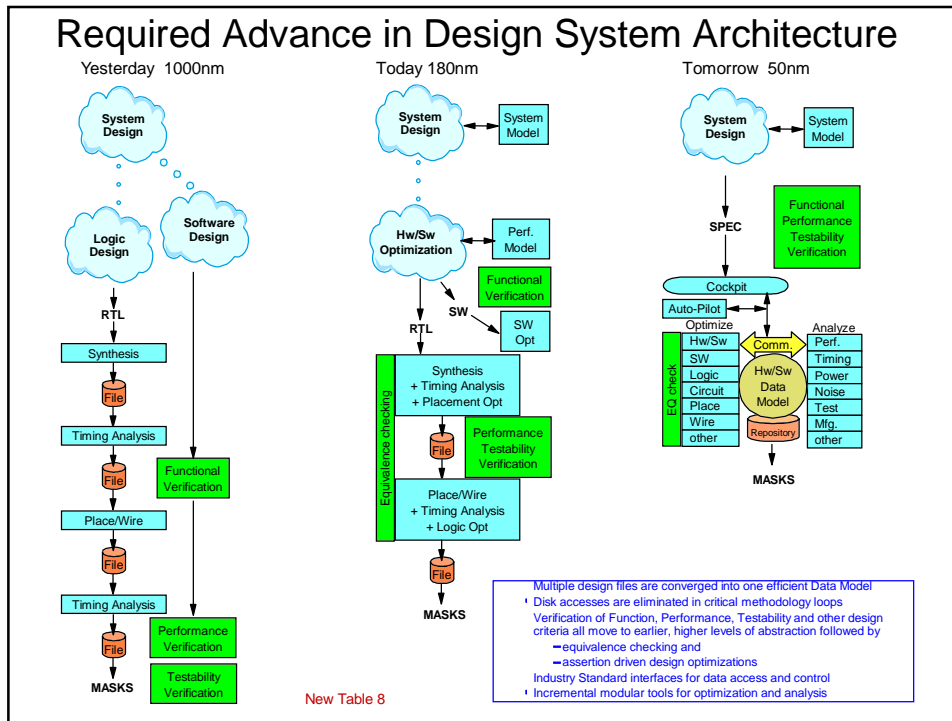 Required Advance in Design System Architecture
Yesterday 1000nm
System
Design
Logic
Design
Software
Design
RTL
Synthesis
File
Timing Analysis
File
Functional
Verification
Place/Wire
File
Timing Analysis
File
Performance
Verification
Testability
Verification
MASKS
Today 180nm
System
Design
System
Model
Hw/Sw
Optimization
Perf.
Model
Functional
Verification
RTL
SW
SW
Opt
Equivalence checking
Synthesis
+ Timing Analysis
+ Placement Opt
File
Performance
Testability
Verification
Place/Wire
+ Timing Analysis
+ Logic Opt
File
MASKS
Tomorrow 50nm
System
Design
System
Model
SPEC
Functional
Performance
Testability
Verification
Cockpit
Auto-Pilot
Optimize
EQ check
Hw/Sw
SW
Logic
Circuit
Place
Wire
other
Comm.
Hw/Sw
Data
Model
Repository
Analyze
Perf.
Timing
Power
Noise
Test
Mfg.
other
MASKS
Multiple design files are converged into one efficient Data Model
Disk accesses are eliminated in critical methodology loops
Verification of Function, Performance, Testability and other design
criteria all move to earlier, higher levels of abstraction followed by
–equivalence checking and
–assertion driven design optimizations
Industry Standard interfaces for data access and control
Incremental modular tools for optimization and analysis
New Table 8